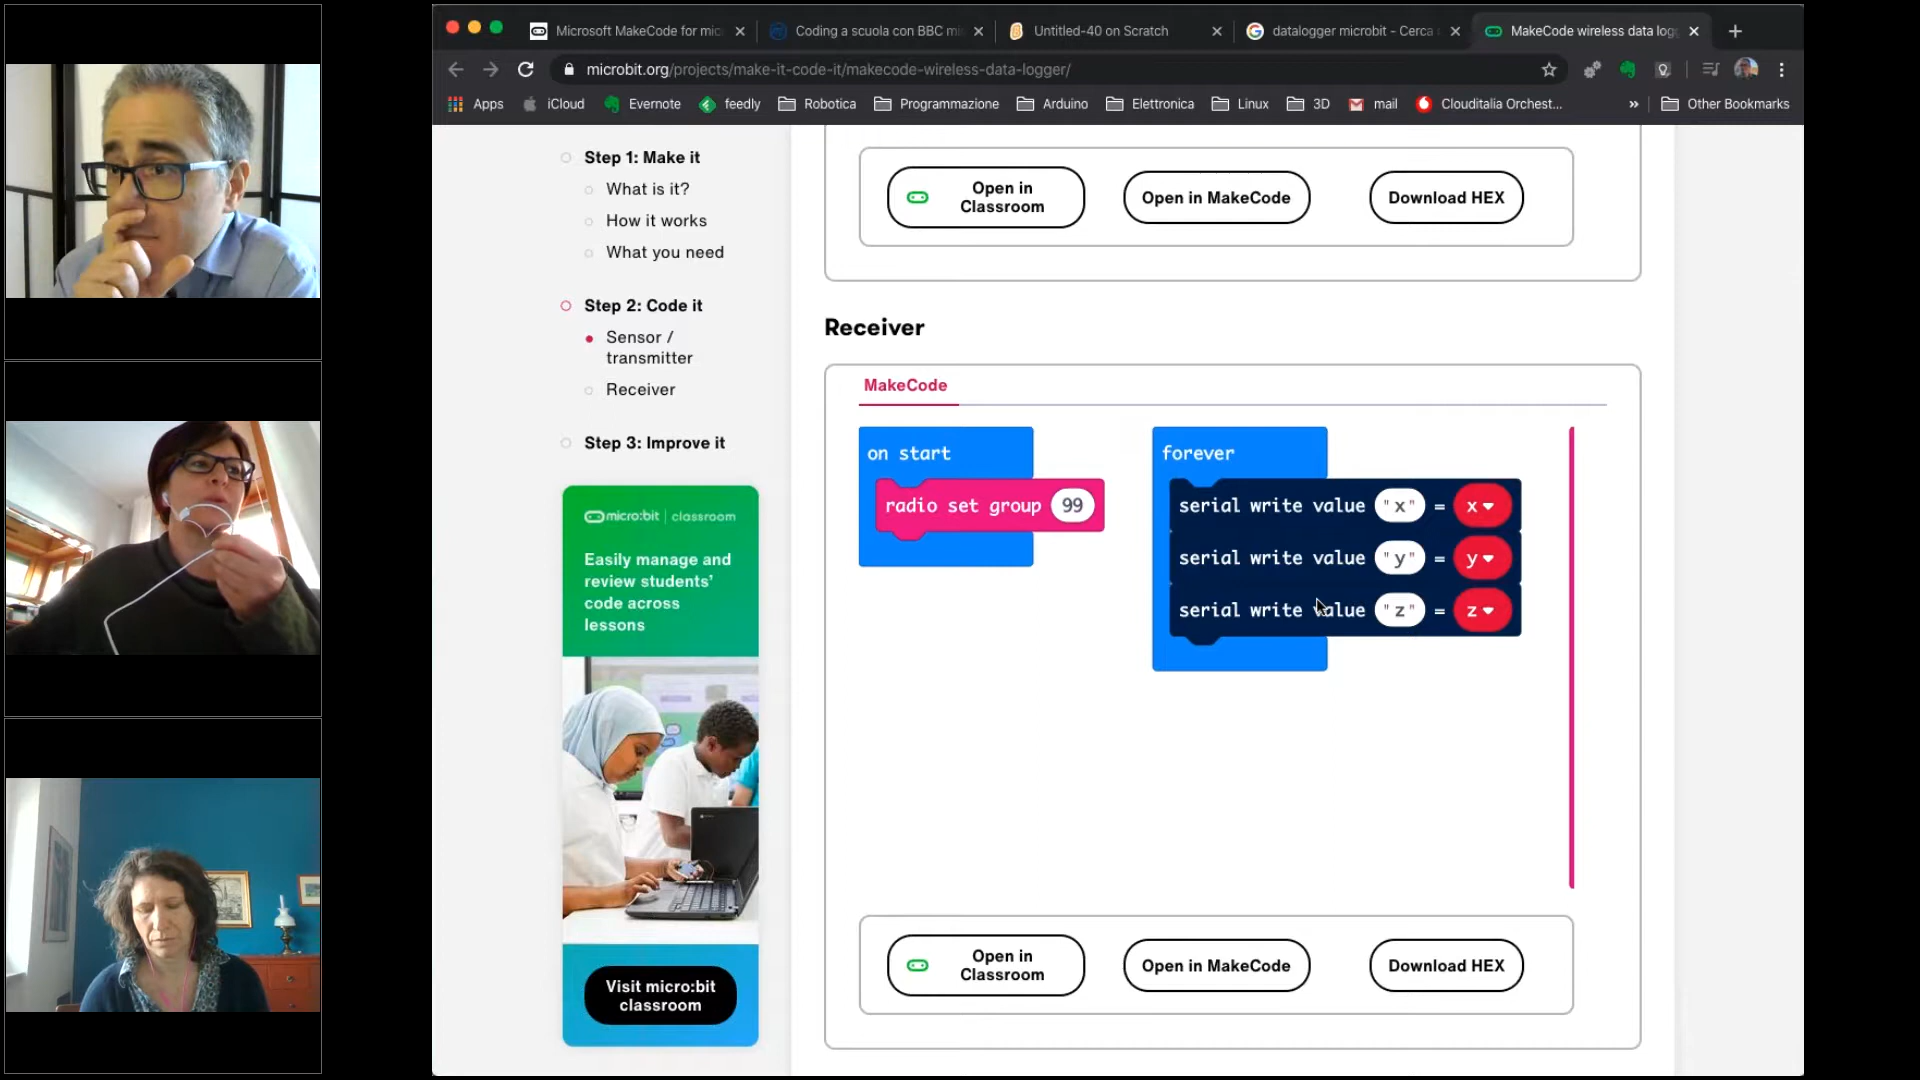 Microsoft MakeCode for mic
Coding a scuola con BBC mi
Untitled-40 on Scratch
datalogger microbit - Cerca
MakeCode wireless data log
microbit.org/projects/make-it-code-it/makecode-wireless-data-logger/
Apps
iCloud
Evernote
feedly
Robotica
Programmazione
Arduino
Elettronica
Linux
3D
mail
Clouditalia Orchest...
»
Other Bookmarks
Step 1: Make it
What is it?
How it works
What you need
Step 2: Code it
Sensor /
transmitter
Receiver
Step 3: Improve it
micro:bit | classroom
Easily manage and
review students'
code across
lessons
Visit micro:bit
classroom
Open in
Classroom
Open in MakeCode
Download HEX
Receiver
MakeCode
on start
radio set group 99
forever
serial write value "x" = x
serial write value "y" = y
serial write value "z" = z
Open in
Classroom
Open in MakeCode
Download HEX